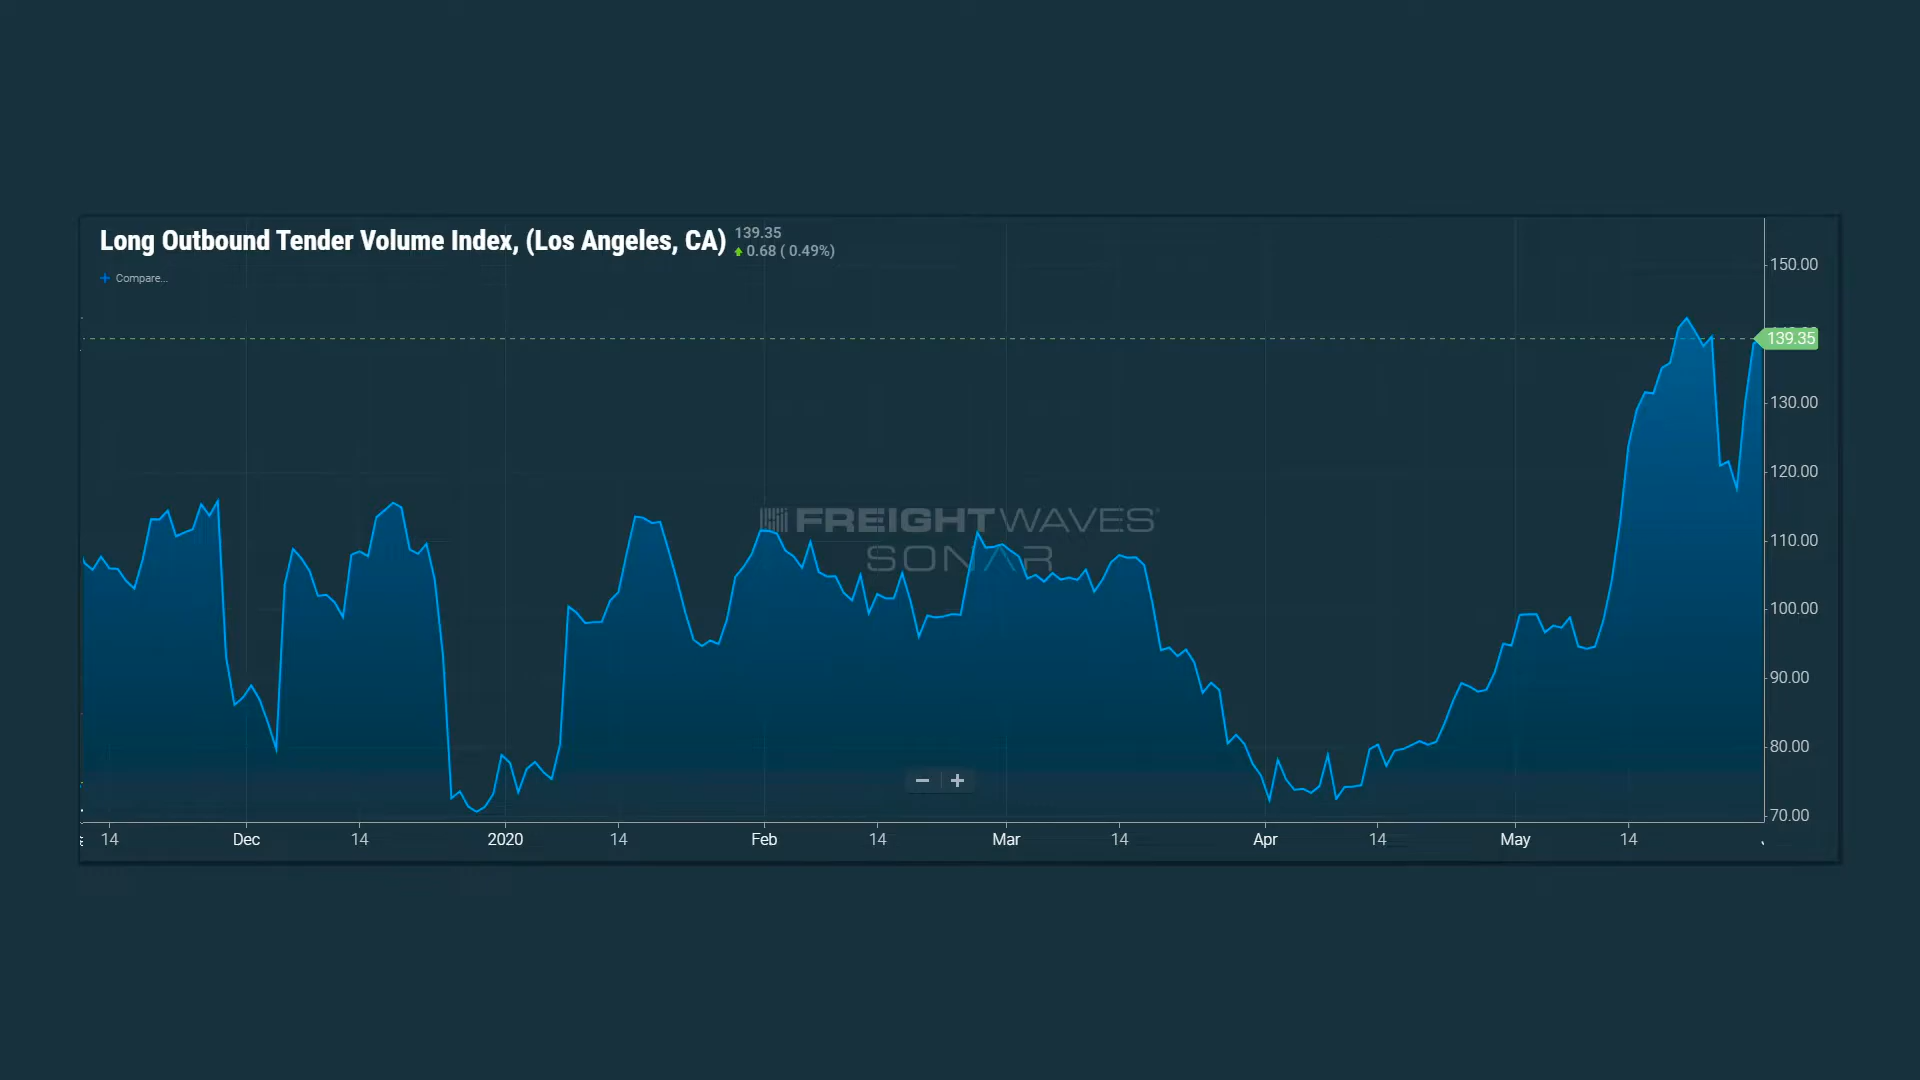 Long Outbound Tender Volume Index, (Los Angeles, CA) 139.35
0.68 ( 0.49%)
+ Compare...
150.00
139.35
130.00
120.00
FREIGHTWAVES
110.00
SONAR
100.00
90.00
80.00
− +
70.00
14 Dec 14 2020 14 Feb 14 Mar 14 Apr 14 May 14